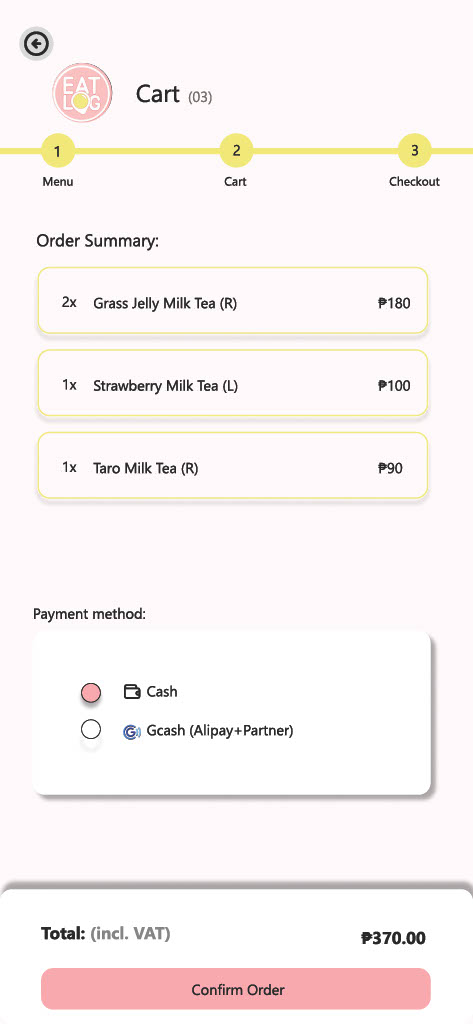 EAT
LOG
Cart (03)
1
2
3
Menu
Cart
Checkout
Order Summary:
2x Grass Jelly Milk Tea (R) ₱180
1x Strawberry Milk Tea (L) ₱100
1x Taro Milk Tea (R) ₱90
Payment method:
Cash
Gcash (Alipay+Partner)
Total: (incl. VAT) ₱370.00
Confirm Order